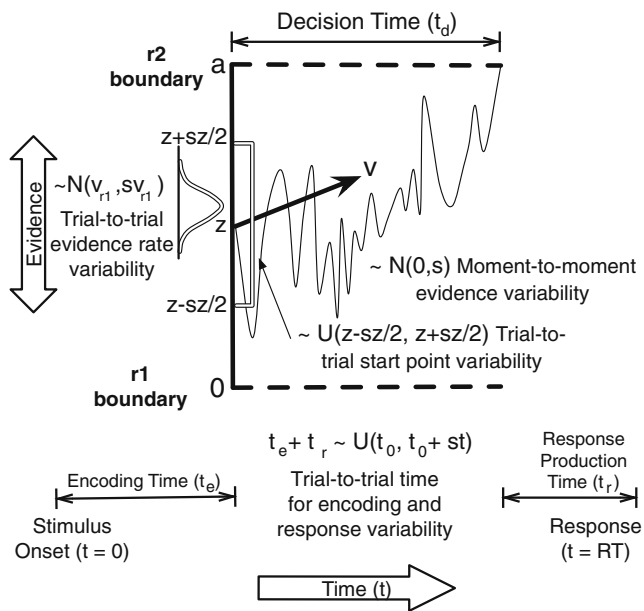 Decision Time (t_d)
r2
boundary
a
z+sz/2
~N(v_r1,sv_r1)
Trial-to-trial
evidence rate
variability
Evidence
z
v
~ N(0,s) Moment-to-moment
evidence variability
z-sz/2
~ U(z-sz/2, z+sz/2) Trial-to-
trial start point variability
r1
boundary
0
t_e+ t_r ~ U(t_0, t_0+ st)
Trial-to-trial time
for encoding and
response variability
Encoding Time (t_e)
Response
Production
Time (t_r)
Stimulus
Onset (t = 0)
Response
(t = RT)
Time (t)